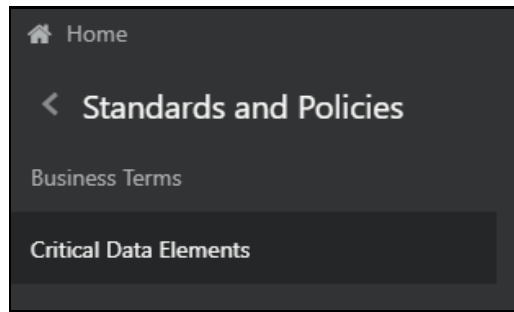 Home
Standards and Policies
Business Terms
Critical Data Elements